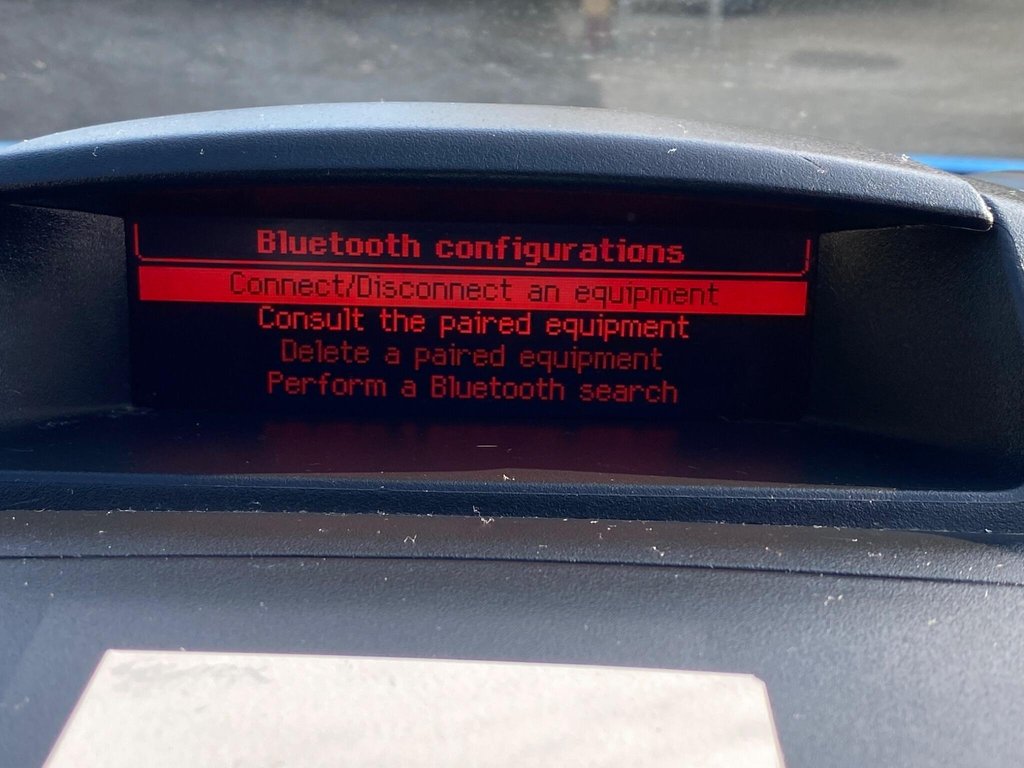 Bluetooth configurations
Connect/Disconnect an equipment
Consult the paired equipment
Delete a paired equipment
Perform a Bluetooth search